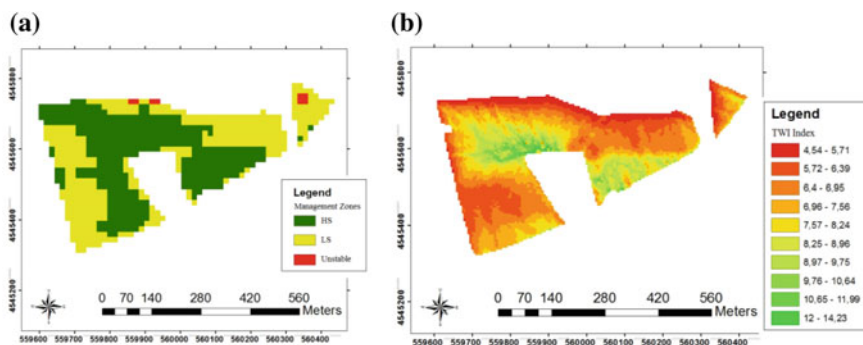 (a)
4545800
4545600
4545400
4545200
Legend
Management Zones
HS
LS
Unstable
0 70 140 280 420 560
Meters
559600 559700 559800 559900 560000 560100 560200 560300 560400
(b)
4545800
4545600
4545400
4545200
Legend
TWI Index
4,54 - 5,71
5,72 - 6,39
6,4 - 6,95
6,96 - 7,56
7,57 - 8,24
8,25 - 8,96
8,97 - 9,75
9,76 - 10,64
10,65 - 11,99
12 - 14,23
0 70 140 280 420 560
Meters
559600 559700 559800 559900 560000 560100 560200 560300 560400